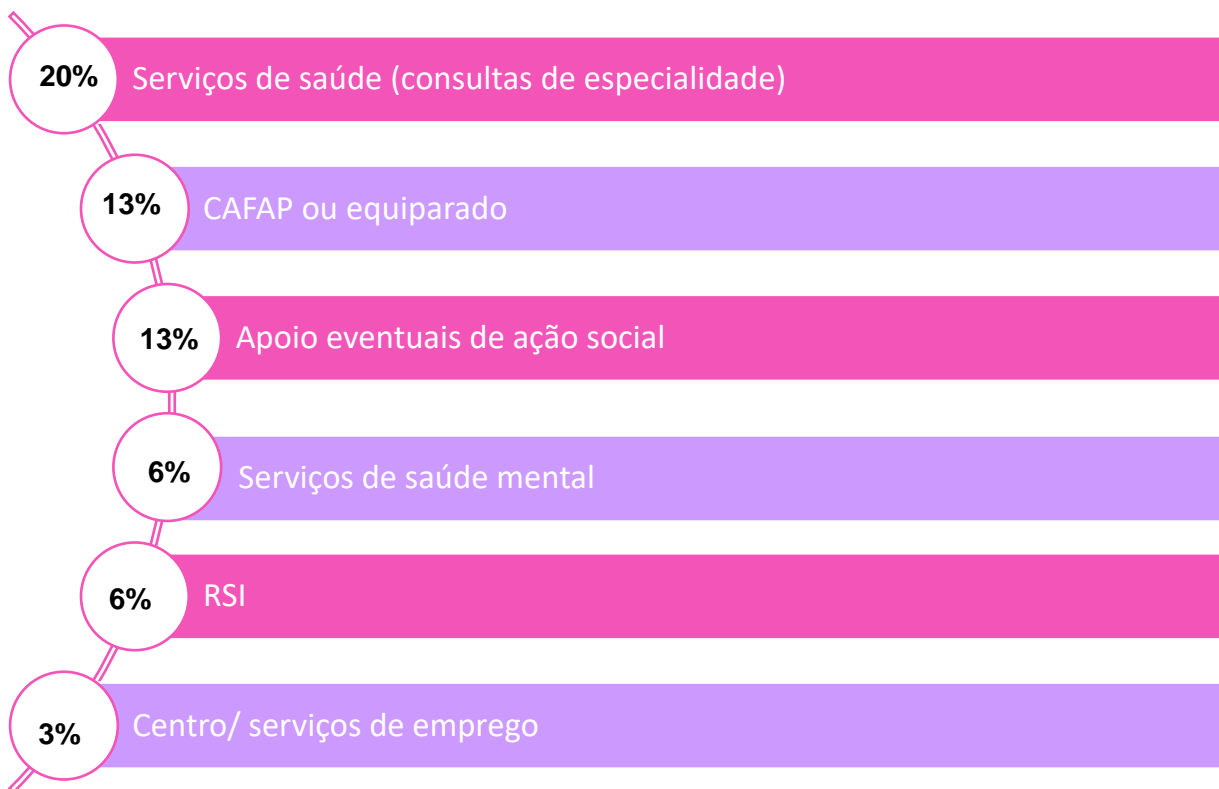 20% Serviços de saúde (consultas de especialidade)
13% CAFAP ou equiparado
13% Apoio eventuais de ação social
6% Serviços de saúde mental
6% RSI
3% Centro/ serviços de emprego